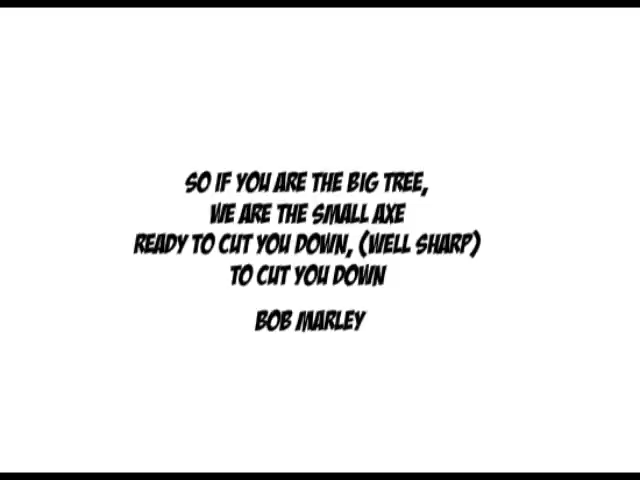 SO IF YOU ARE THE BIG TREE,
WE ARE THE SMALL AXE
READY TO CUT YOU DOWN, (WELL SHARP)
TO CUT YOU DOWN
BOB MARLEY